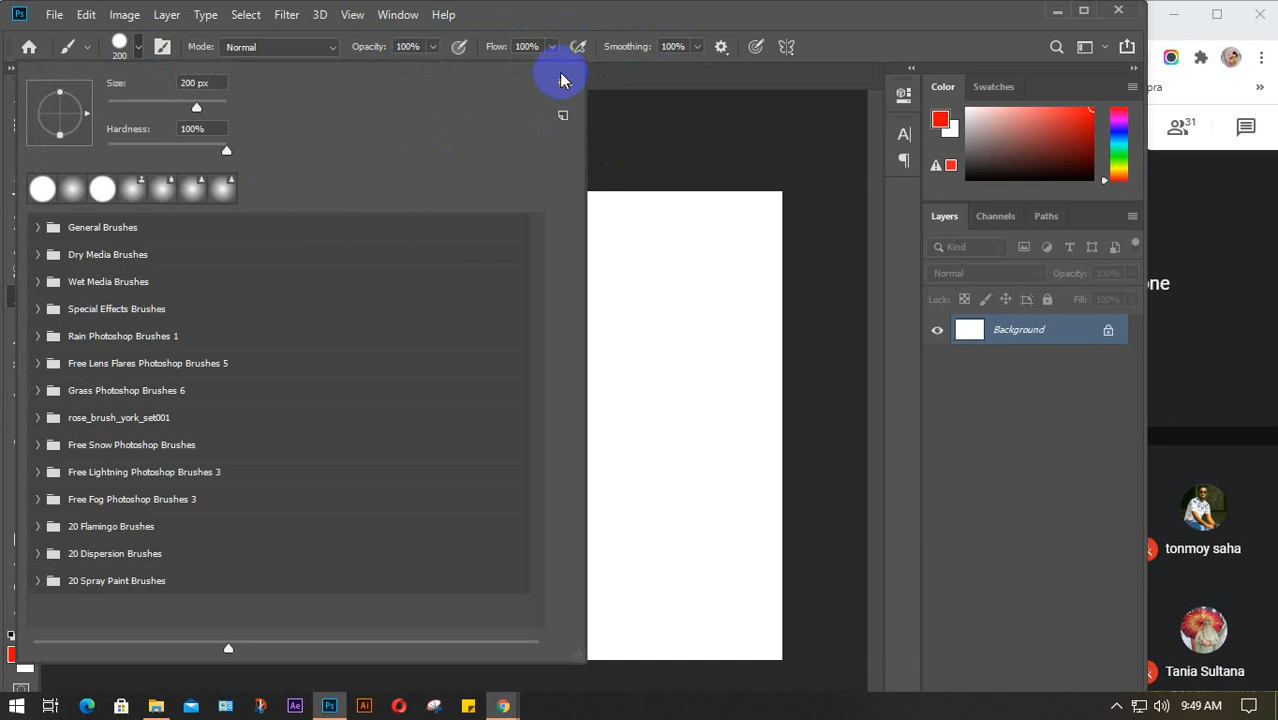 Ps File Edit Image Layer Type Select Filter 3D View Window Help
200 Mode: Normal Opacity: 100% Flow: 100% Smoothing: 100%
Size: 200 px
Hardness: 100%
General Brushes
Dry Media Brushes
Wet Media Brushes
Special Effects Brushes
Rain Photoshop Brushes 1
Free Lens Flares Photoshop Brushes 5
Grass Photoshop Brushes 6
rose_brush_york_set001
Free Snow Photoshop Brushes
Free Lightning Photoshop Brushes 3
Free Fog Photoshop Brushes 3
20 Flamingo Brushes
20 Dispersion Brushes
20 Spray Paint Brushes
Color Swatches
Layers Channels Paths
Kind
Normal Opacity: 100%
Lock: Fill: 100%
Background
pra
31
one
tonmoy saha
Tania Sultana
Ae Ps Ai
9:49 AM